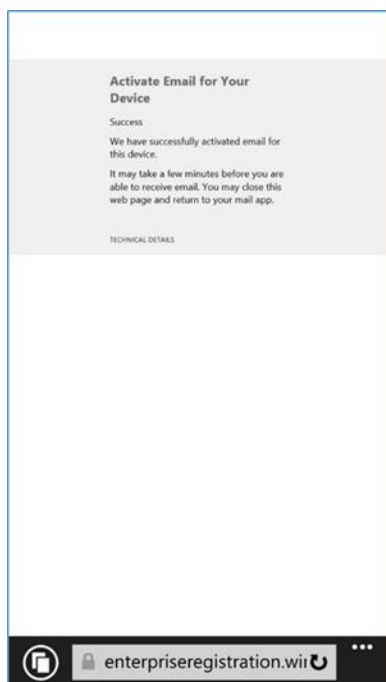 Activate Email for Your
Device
Success
We have successfully activated email for
this device.
It may take a few minutes before you are
able to receive email. You may close this
web page and return to your mail app.
TECHNICAL DETAILS
enterpriseregistration.wi